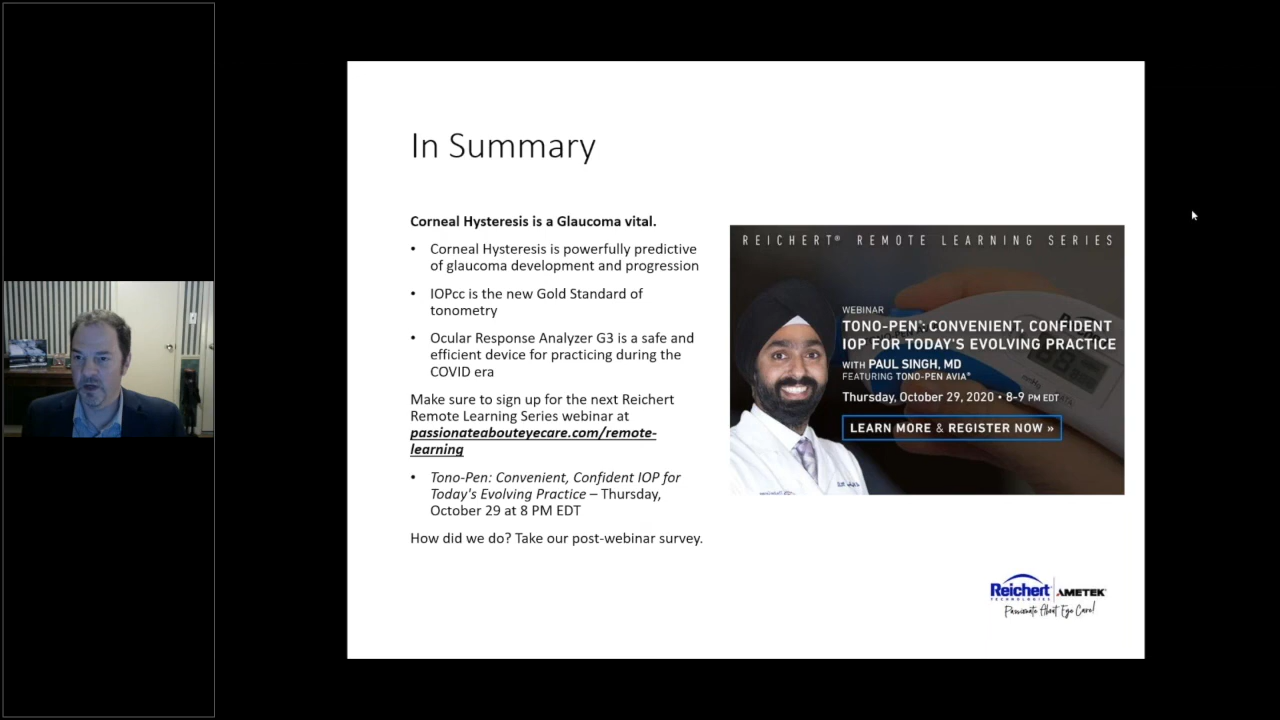 In Summary
Corneal Hysteresis is a Glaucoma vital.
• Corneal Hysteresis is powerfully predictive
of glaucoma development and progression
• IOPcc is the new Gold Standard of
tonometry
• Ocular Response Analyzer G3 is a safe and
efficient device for practicing during the
COVID era
Make sure to sign up for the next Reichert
Remote Learning Series webinar at
passionateabouteyecare.com/remote-
learning
• Tono-Pen: Convenient, Confident IOP for
Today's Evolving Practice – Thursday,
October 29 at 8 PM EDT
How did we do? Take our post-webinar survey.
REICHERT® REMOTE LEARNING SERIES
WEBINAR
TONO-PEN®: CONVENIENT, CONFIDENT
IOP FOR TODAY'S EVOLVING PRACTICE
WITH PAUL SINGH, MD
FEATURING TONO-PEN AVIA®
Thursday, October 29, 2020 • 8-9 PM EDT
LEARN MORE & REGISTER NOW »
Reichert
TECHNOLOGIES
AMETEK®
Passionate About Eye Care!